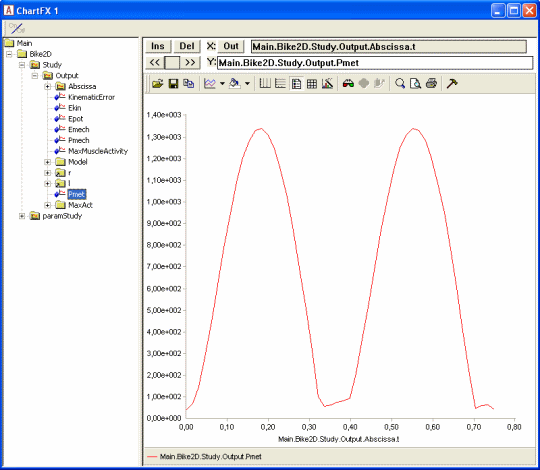 ChartFX 1
Ins Del X: Out Main.Bike2D.Study.Output.Abscissa.t
<< >> Y: Main.Bike2D.Study.Output.Pmet
Main
Bike2D
Study
Output
Abscissa
KinematicError
Ekin
Epot
Emech
Pmech
MaxMuscleActivity
Model
r
l
Pmet
MaxAct
paramStudy
1,40e+003
1,30e+003
1,20e+003
1,10e+003
1,00e+003
9,00e+002
8,00e+002
7,00e+002
6,00e+002
5,00e+002
4,00e+002
3,00e+002
2,00e+002
1,00e+002
0,00e+000
0,00 0,10 0,20 0,30 0,40 0,50 0,60 0,70 0,80
Main.Bike2D.Study.Output.Abscissa.t
Main.Bike2D.Study.Output.Pmet